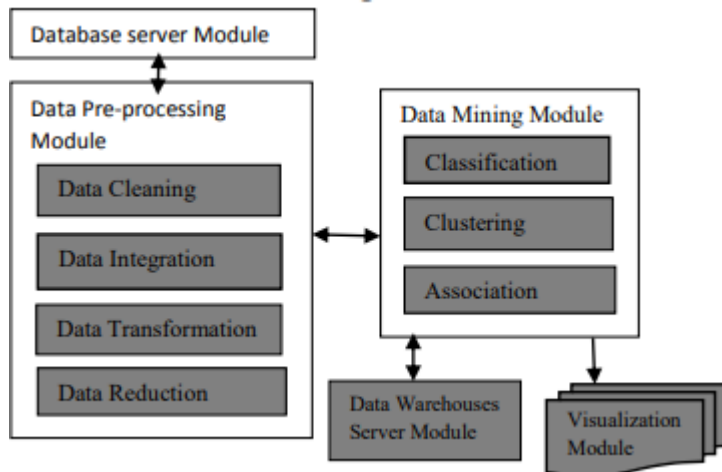 Database server Module
Data Pre-processing
Module
Data Cleaning
Data Integration
Data Transformation
Data Reduction
Data Mining Module
Classification
Clustering
Association
Data Warehouses
Server Module
Visualization
Module